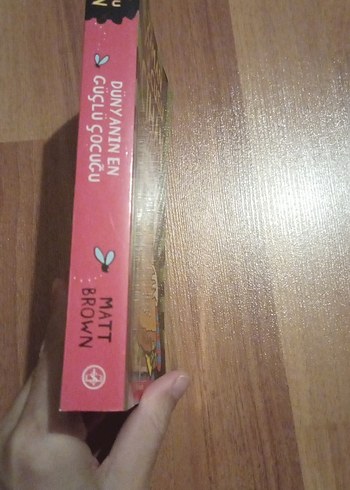 DÜNYANIN EN
GÜÇLÜ ÇOCUĞU
MATT
BROWN